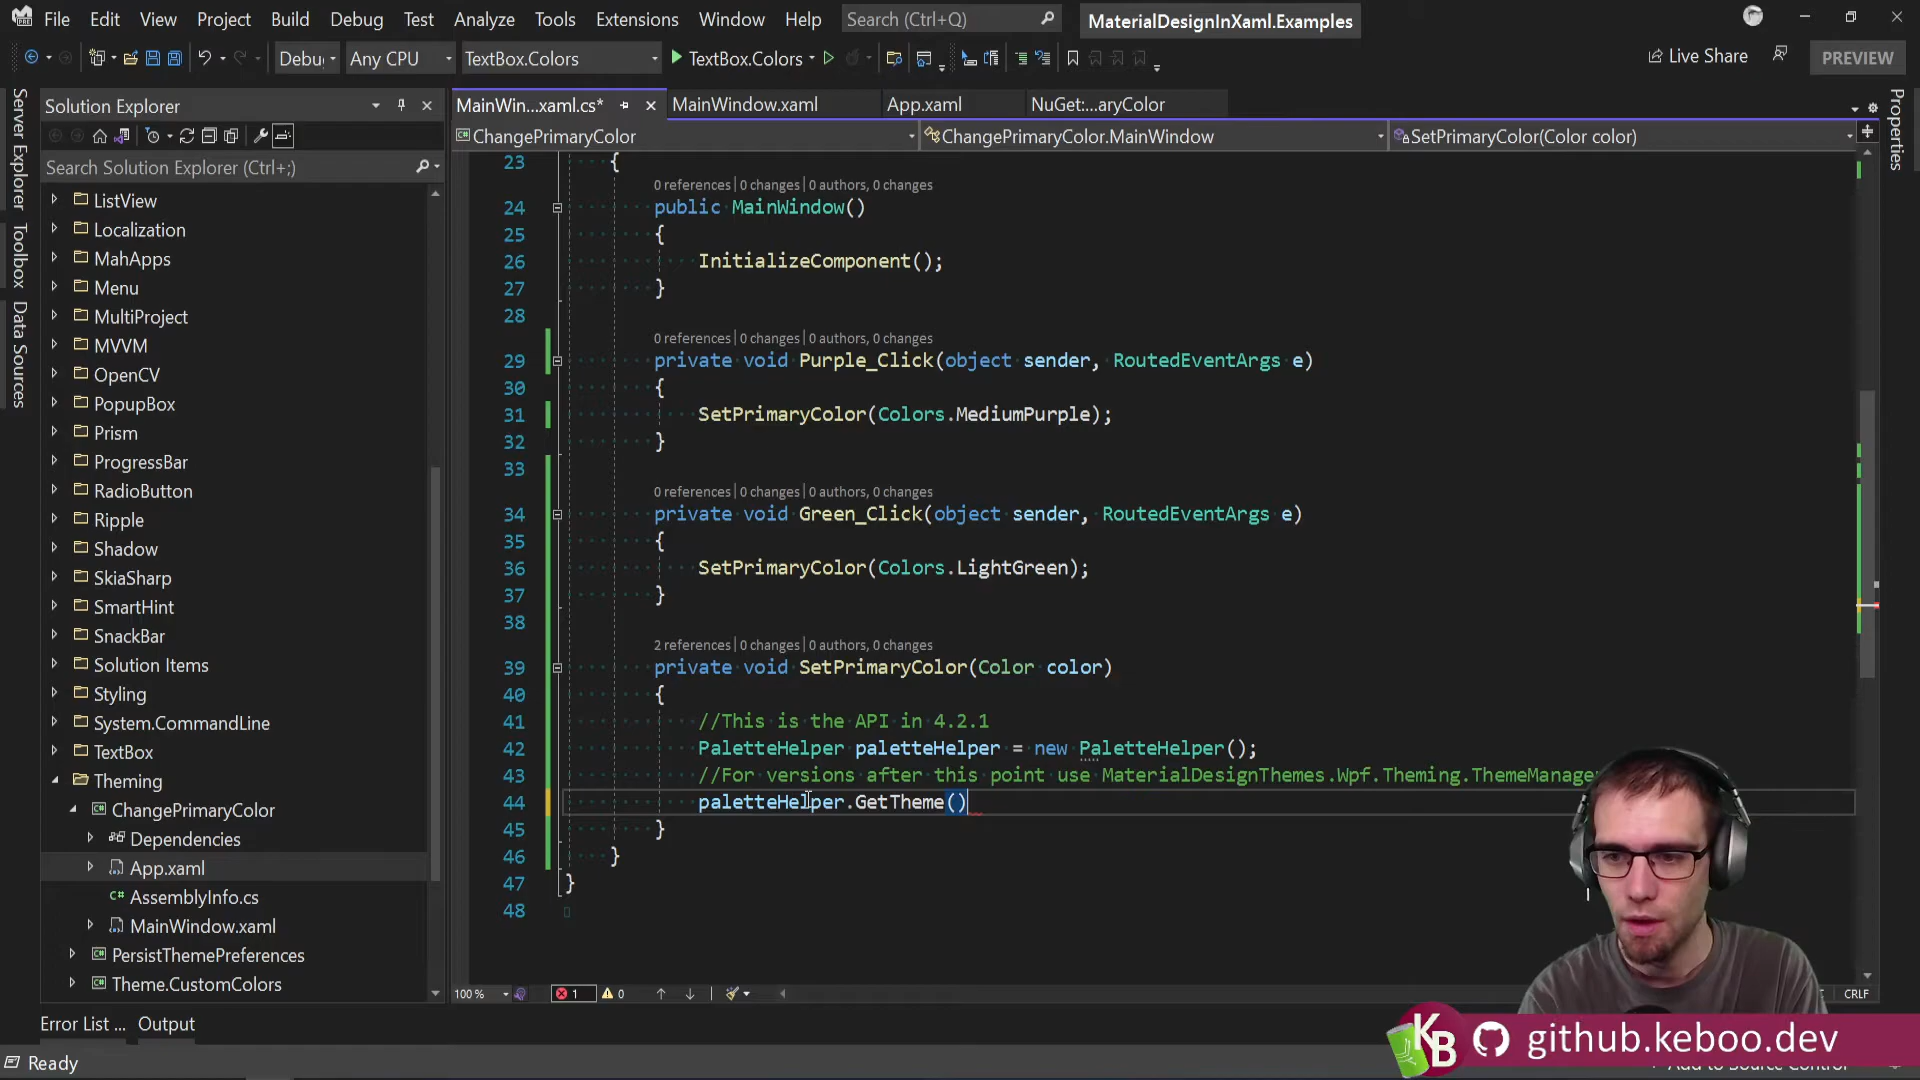 File Edit View Project Build Debug Test Analyze Tools Extensions Window Help Search (Ctrl+Q) MaterialDesignInXaml.Examples
Debu Any CPU TextBox.Colors TextBox.Colors Live Share PREVIEW
Server Explorer
Toolbox
Data Sources
Solution Explorer
Search Solution Explorer (Ctrl+;)
ListView
Localization
MahApps
Menu
MultiProject
MVVM
OpenCV
PopupBox
Prism
ProgressBar
RadioButton
Ripple
Shadow
SkiaSharp
SmartHint
SnackBar
Solution Items
Styling
System.CommandLine
TextBox
Theming
ChangePrimaryColor
Dependencies
App.xaml
AssemblyInfo.cs
MainWindow.xaml
PersistThemePreferences
Theme.CustomColors
MainWin...xaml.cs* MainWindow.xaml App.xaml NuGet:...aryColor
ChangePrimaryColor ChangePrimaryColor.MainWindow SetPrimaryColor(Color color)
Properties
23 {
0 references | 0 changes | 0 authors, 0 changes
24 public MainWindow()
25 {
26 InitializeComponent();
27 }
28
0 references | 0 changes | 0 authors, 0 changes
29 private void Purple_Click(object sender, RoutedEventArgs e)
30 {
31 SetPrimaryColor(Colors.MediumPurple);
32 }
33
0 references | 0 changes | 0 authors, 0 changes
34 private void Green_Click(object sender, RoutedEventArgs e)
35 {
36 SetPrimaryColor(Colors.LightGreen);
37 }
38
2 references | 0 changes | 0 authors, 0 changes
39 private void SetPrimaryColor(Color color)
40 {
41 //This is the API in 4.2.1
42 PaletteHelper paletteHelper = new PaletteHelper();
43 //For versions after this point use MaterialDesignThemes.Wpf.Theming.ThemeManager
44 paletteHelper.GetTheme()
45 }
46 }
47 }
48
100 % 1 0 CRLF
Error List ... Output
Ready
KB github.keboo.dev